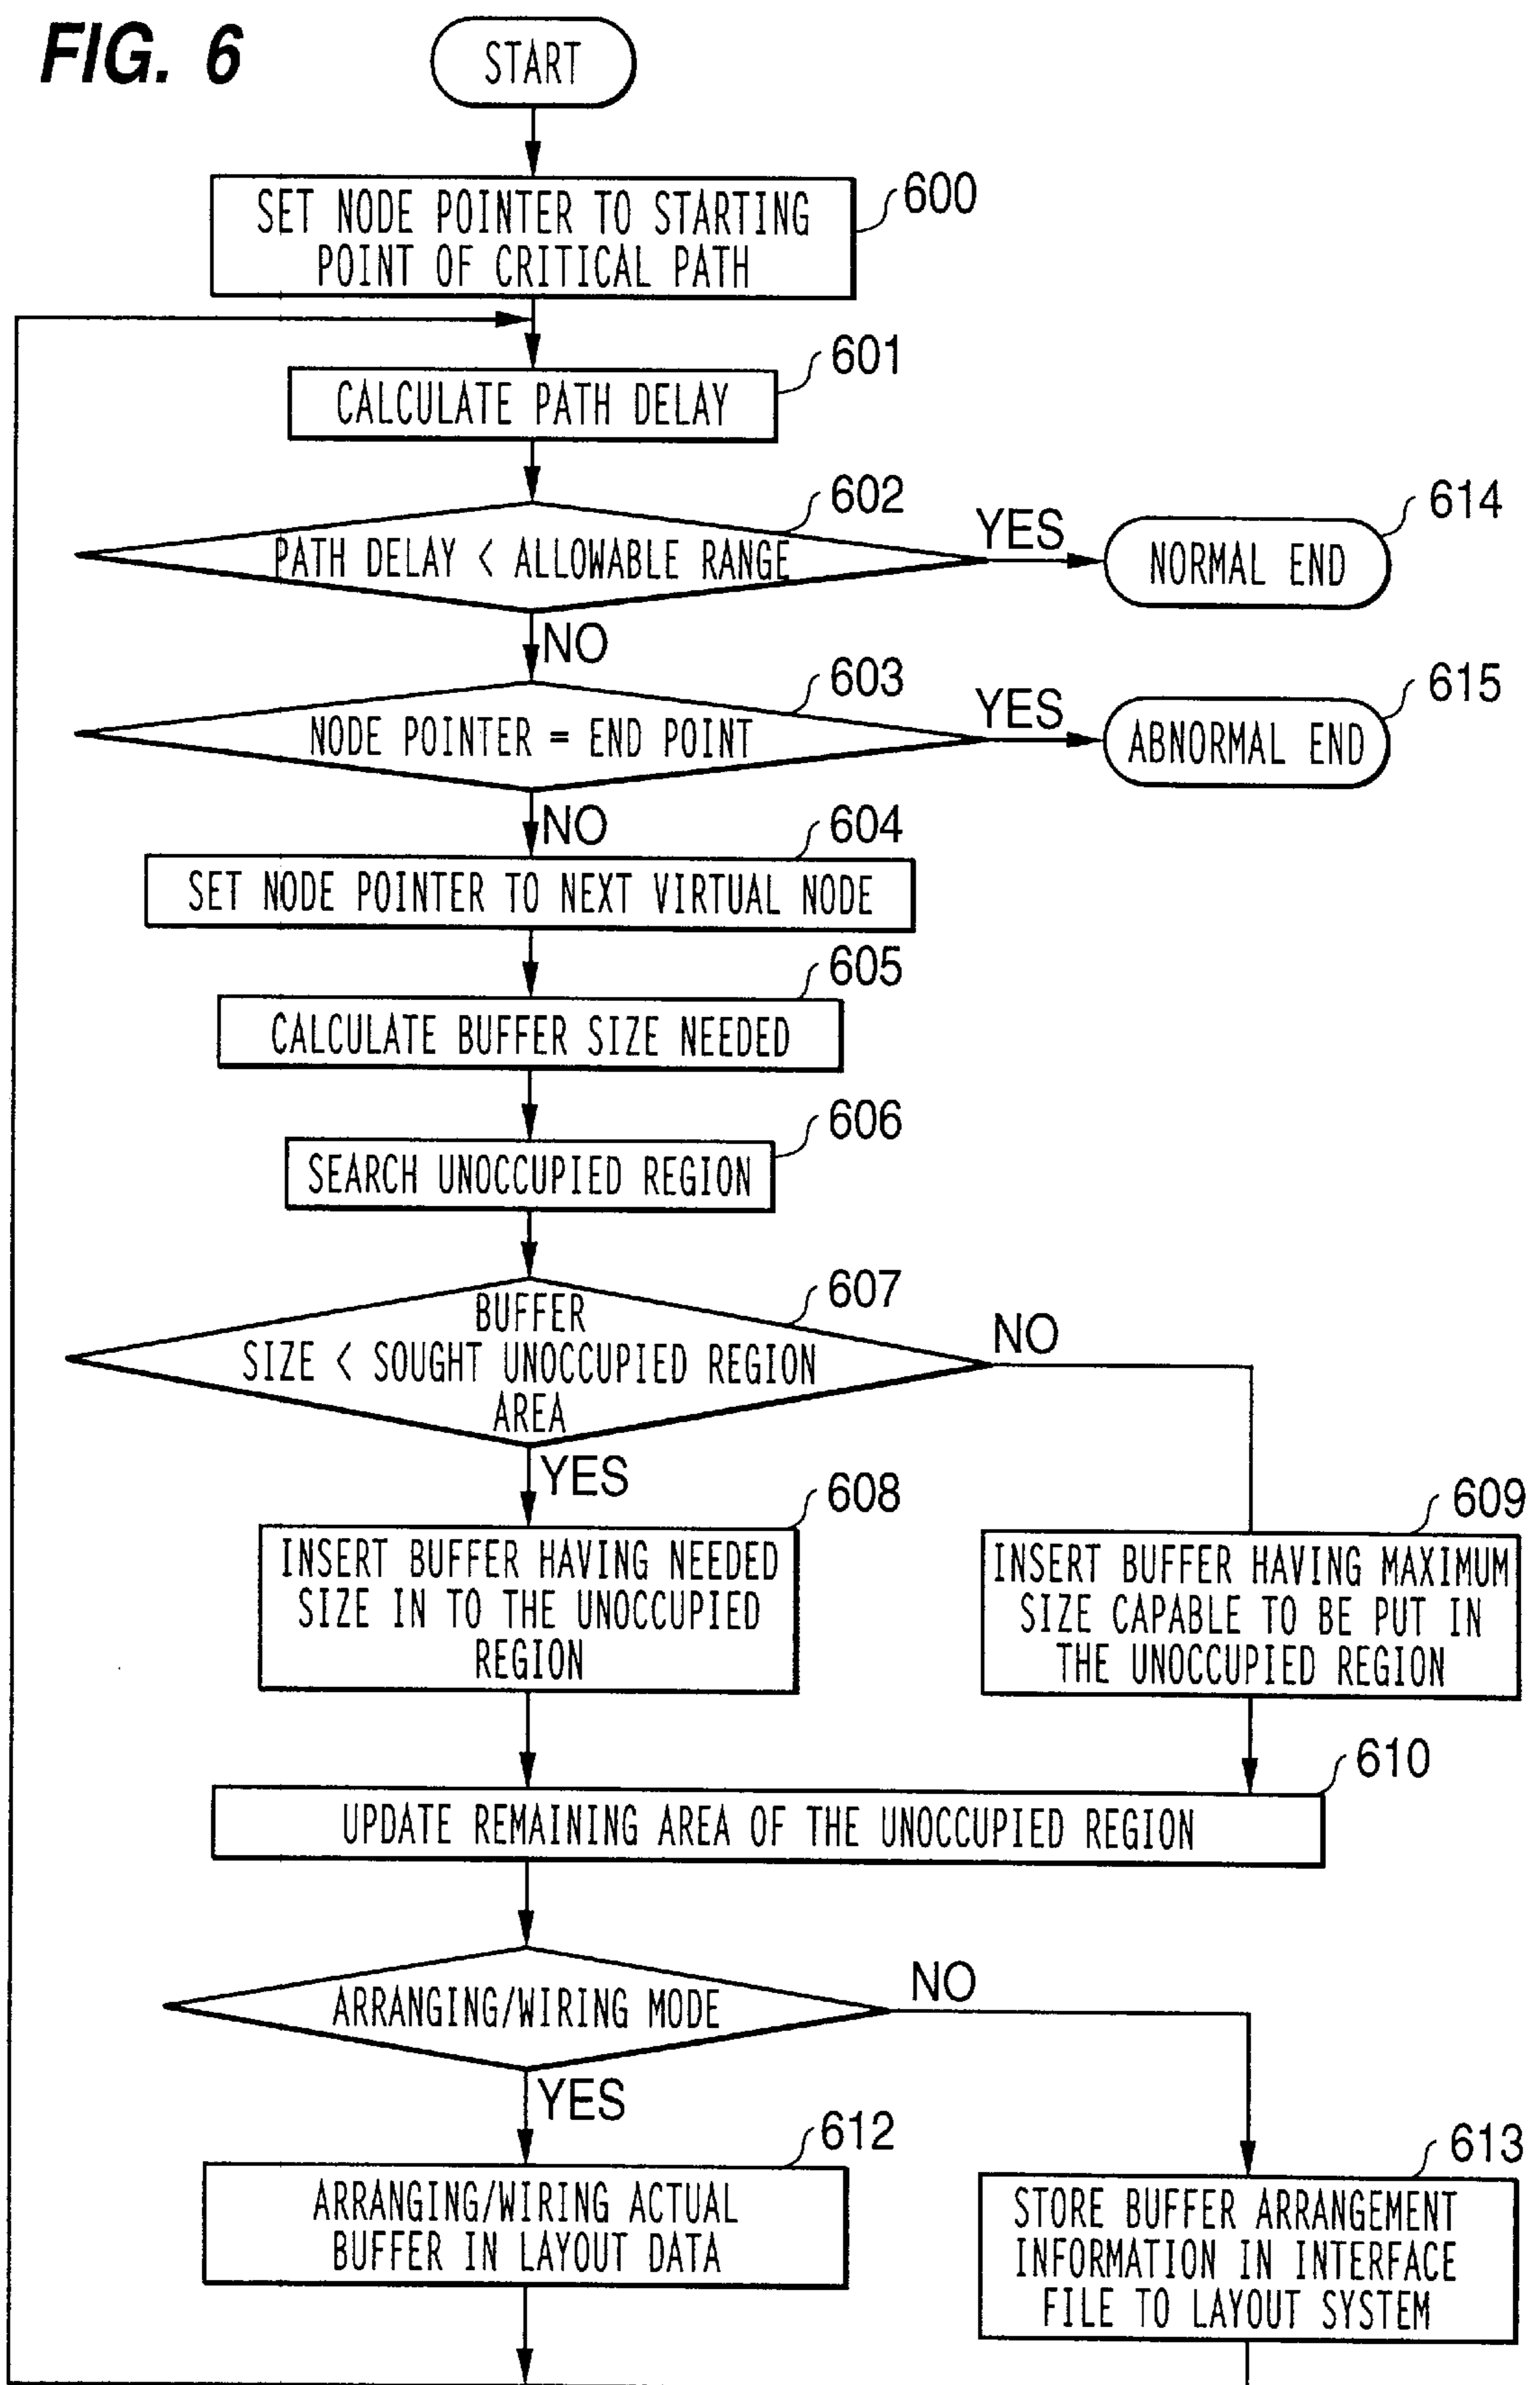 FIG. 6
START
600
SET NODE POINTER TO STARTING
POINT OF CRITICAL PATH
601
CALCULATE PATH DELAY
602
PATH DELAY < ALLOWABLE RANGE
YES
614
NORMAL END
NO
603
NODE POINTER = END POINT
YES
615
ABNORMAL END
NO
604
SET NODE POINTER TO NEXT VIRTUAL NODE
605
CALCULATE BUFFER SIZE NEEDED
606
SEARCH UNOCCUPIED REGION
607
BUFFER
SIZE < SOUGHT UNOCCUPIED REGION
AREA
NO
YES
608
INSERT BUFFER HAVING NEEDED
SIZE IN TO THE UNOCCUPIED
REGION
609
INSERT BUFFER HAVING MAXIMUM
SIZE CAPABLE TO BE PUT IN
THE UNOCCUPIED REGION
610
UPDATE REMAINING AREA OF THE UNOCCUPIED REGION
ARRANGING/WIRING MODE
NO
YES
612
ARRANGING/WIRING ACTUAL
BUFFER IN LAYOUT DATA
613
STORE BUFFER ARRANGEMENT
INFORMATION IN INTERFACE
FILE TO LAYOUT SYSTEM